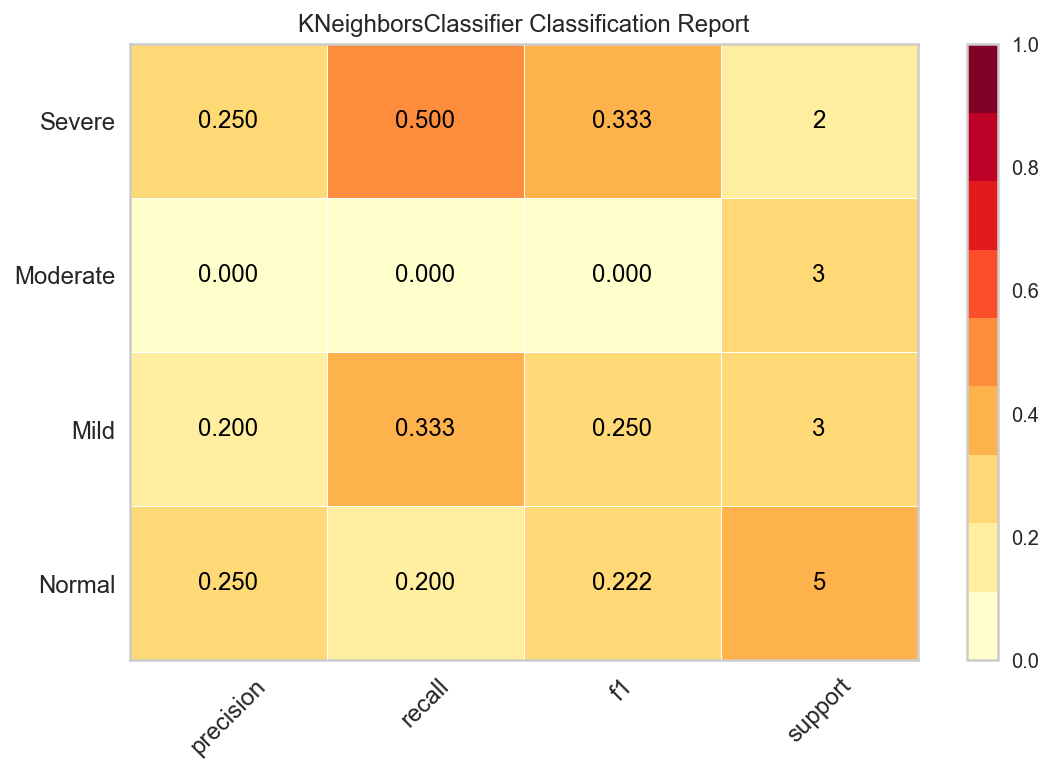 KNeighborsClassifier Classification Report
Severe 0.250 0.500 0.333 2
Moderate 0.000 0.000 0.000 3
Mild 0.200 0.333 0.250 3
Normal 0.250 0.200 0.222 5
precision recall f1 support
1.0
0.8
0.6
0.4
0.2
0.0